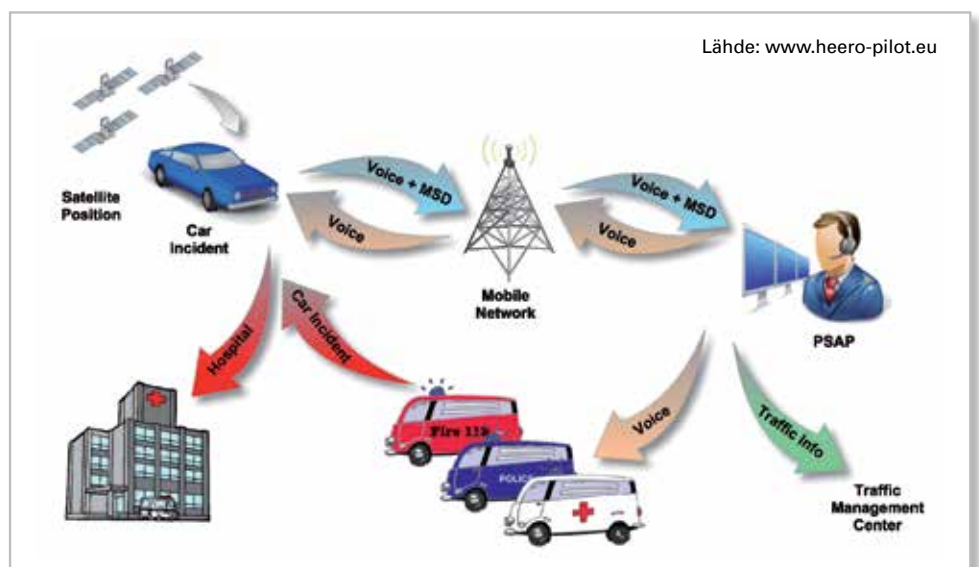 Lähde: www.heero-pilot.eu
Satellite
Position
Car
Incident
Voice + MSD
Voice
Mobile
Network
Voice + MSD
Voice
PSAP
Hospital
Car Incident
Fire 112
POLICE
Voice
Traffic info
Traffic
Management
Center